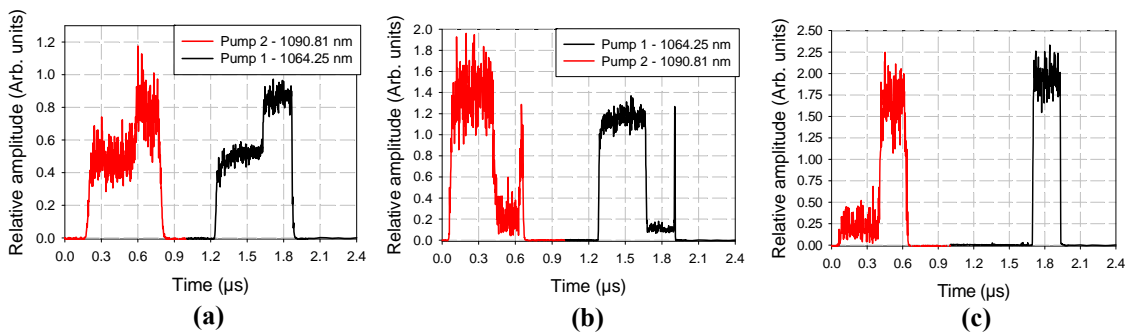 Relative amplitude (Arb. units)
1.2
1.0
0.8
0.6
0.4
0.2
0.0
Pump 2 - 1090.81 nm
Pump 1 - 1064.25 nm
0.0 0.3 0.6 0.9 1.2 1.5 1.8 2.1 2.4
Time (µs)
(a)
Relative amplitude (Arb. units)
2.0
1.8
1.6
1.4
1.2
1.0
0.8
0.6
0.4
0.2
0.0
Pump 1 - 1064.25 nm
Pump 2 - 1090.81 nm
0.0 0.3 0.6 0.9 1.2 1.5 1.8 2.1 2.4
Time (µs)
(b)
Relative amplitude (Arb. units)
2.50
2.25
2.00
1.75
1.50
1.25
1.00
0.75
0.50
0.25
0.00
0.0 0.3 0.6 0.9 1.2 1.5 1.8 2.1 2.4
Time (µs)
(c)